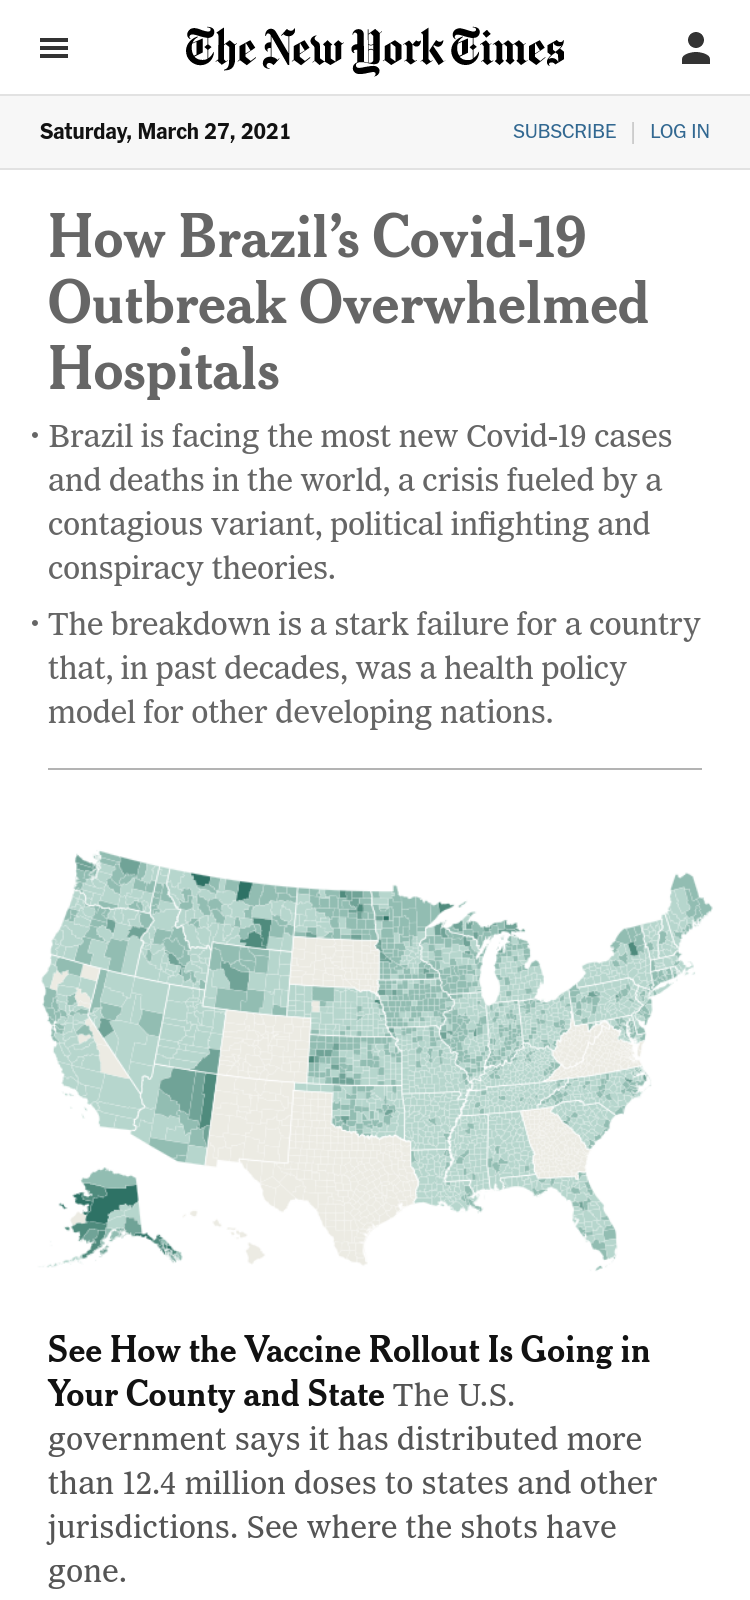 The New York Times
Saturday, March 27, 2021
SUBSCRIBE | LOG IN
How Brazil’s Covid-19
Outbreak Overwhelmed
Hospitals
• Brazil is facing the most new Covid-19 cases
and deaths in the world, a crisis fueled by a
contagious variant, political infighting and
conspiracy theories.
• The breakdown is a stark failure for a country
that, in past decades, was a health policy
model for other developing nations.
See How the Vaccine Rollout Is Going in
Your County and State The U.S.
government says it has distributed more
than 12.4 million doses to states and other
jurisdictions. See where the shots have
gone.